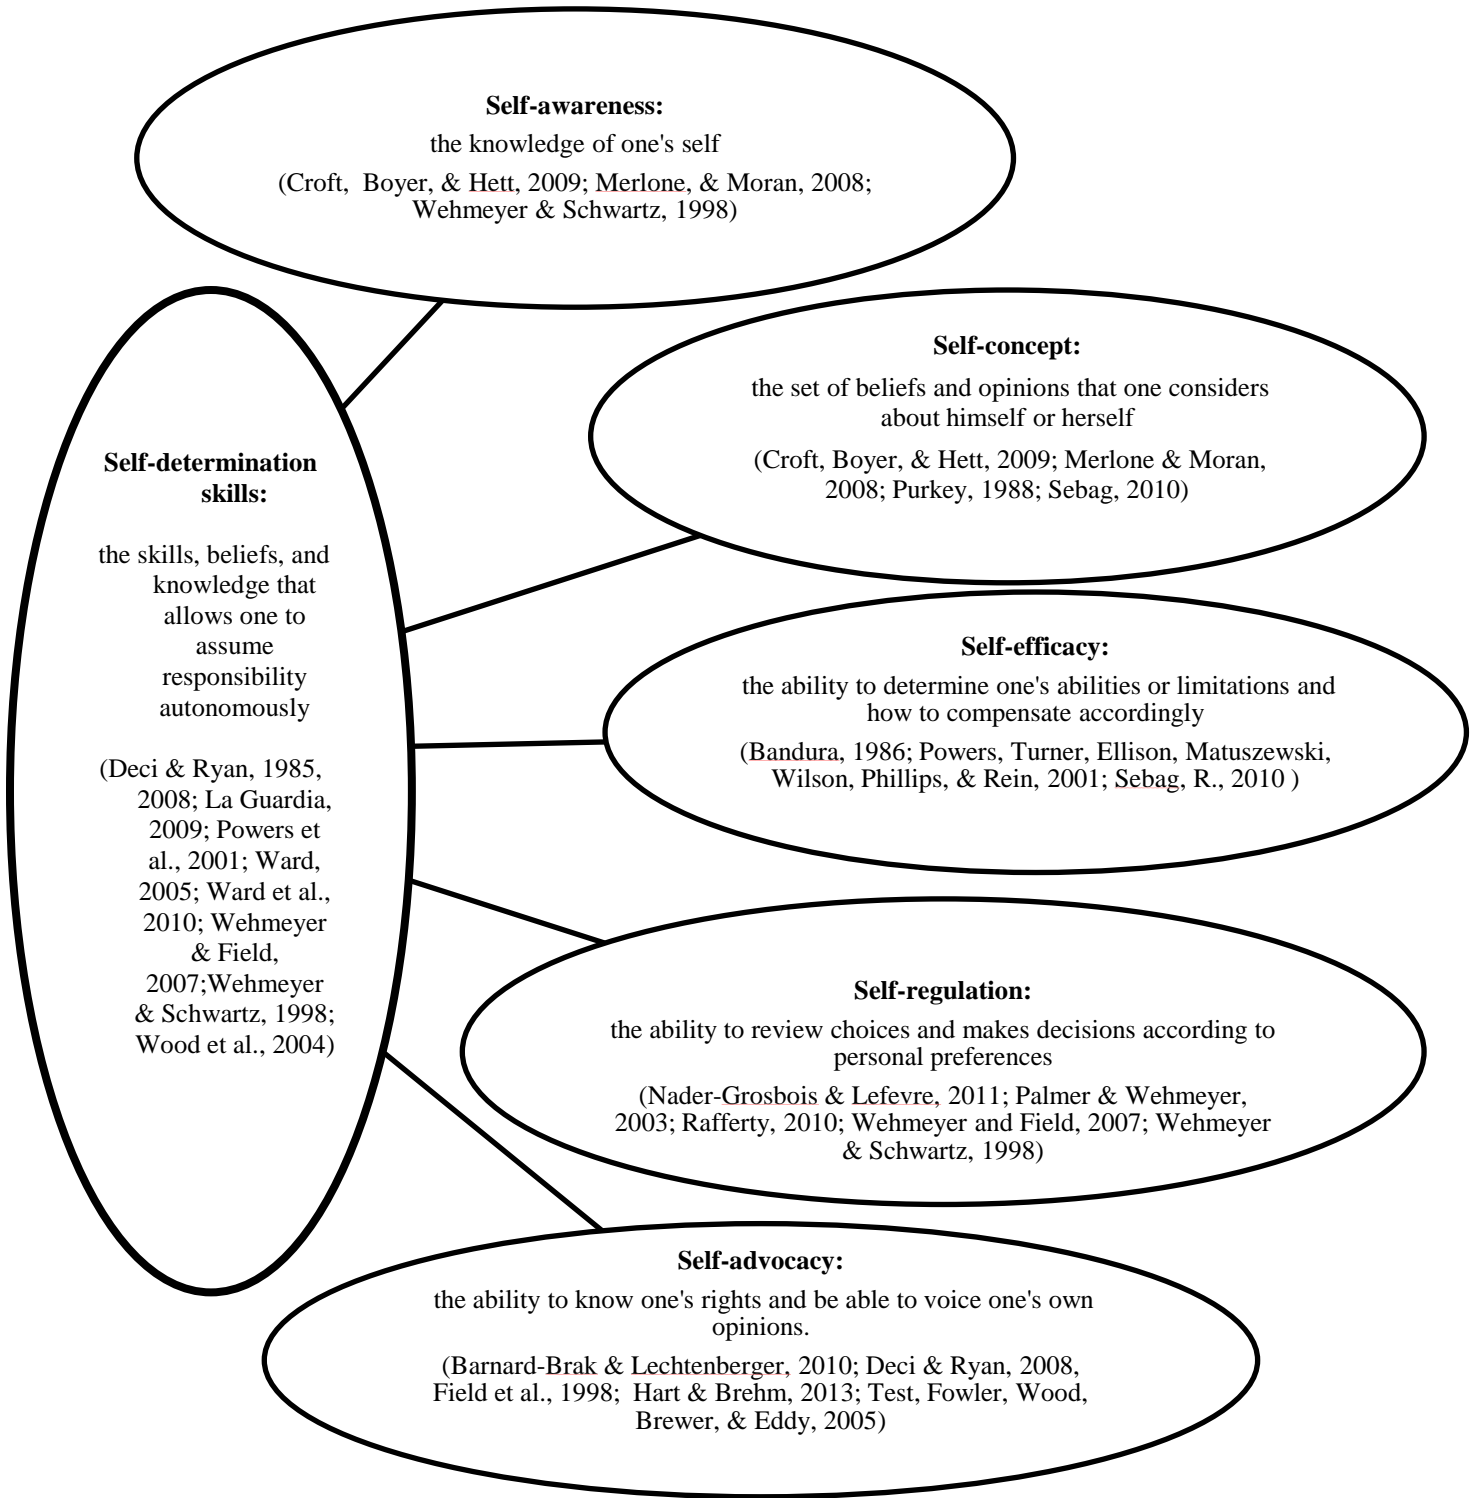 Self-awareness:
the knowledge of one's self
(Croft,  Boyer, & Hett, 2009; Merlone, & Moran, 2008;
Wehmeyer & Schwartz, 1998)
Self-concept:
the set of beliefs and opinions that one considers
about himself or herself
(Croft, Boyer, & Hett, 2009; Merlone & Moran,
2008; Purkey, 1988; Sebag, 2010)
Self-determination
skills:
the skills, beliefs, and
knowledge that
allows one to
assume
responsibility
autonomously
(Deci & Ryan, 1985,
2008; La Guardia,
2009; Powers et
al., 2001; Ward,
2005; Ward et al.,
2010; Wehmeyer
& Field,
2007;Wehmeyer
& Schwartz, 1998;
Wood et al., 2004)
Self-efficacy:
the ability to determine one's abilities or limitations and
how to compensate accordingly
(Bandura, 1986; Powers, Turner, Ellison, Matuszewski,
Wilson, Phillips, & Rein, 2001; Sebag, R., 2010 )
Self-regulation:
the ability to review choices and makes decisions according to
personal preferences
(Nader-Grosbois & Lefevre, 2011; Palmer & Wehmeyer,
2003; Rafferty, 2010; Wehmeyer and Field, 2007; Wehmeyer
& Schwartz, 1998)
Self-advocacy:
the ability to know one's rights and be able to voice one's own
opinions.
(Barnard-Brak & Lechtenberger, 2010; Deci & Ryan, 2008,
Field et al., 1998;  Hart & Brehm, 2013; Test, Fowler, Wood,
Brewer, & Eddy, 2005)